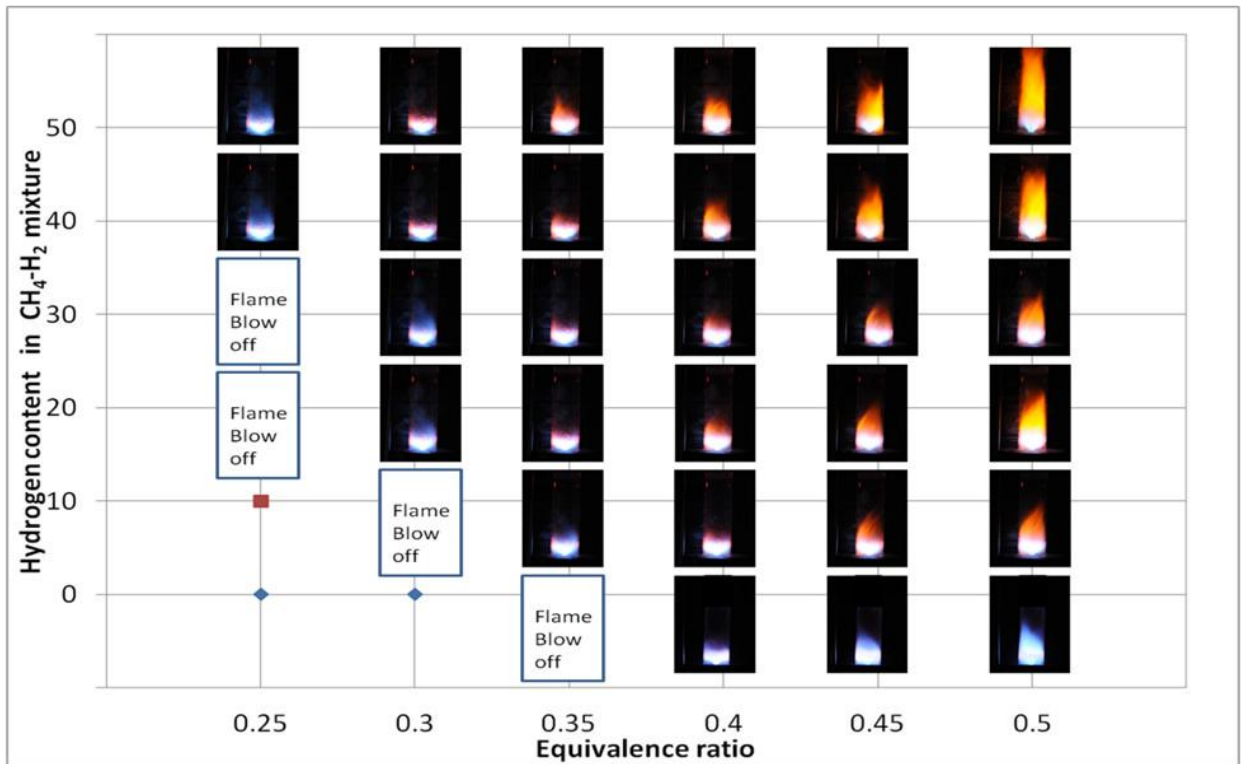 Hydrogen content in CH₄-H₂ mixture
50
40
30
20
10
0
Flame
Blow
off
Flame
Blow
off
Flame
Blow
off
Flame
Blow
off
0.25 0.3 0.35 0.4 0.45 0.5
Equivalence ratio